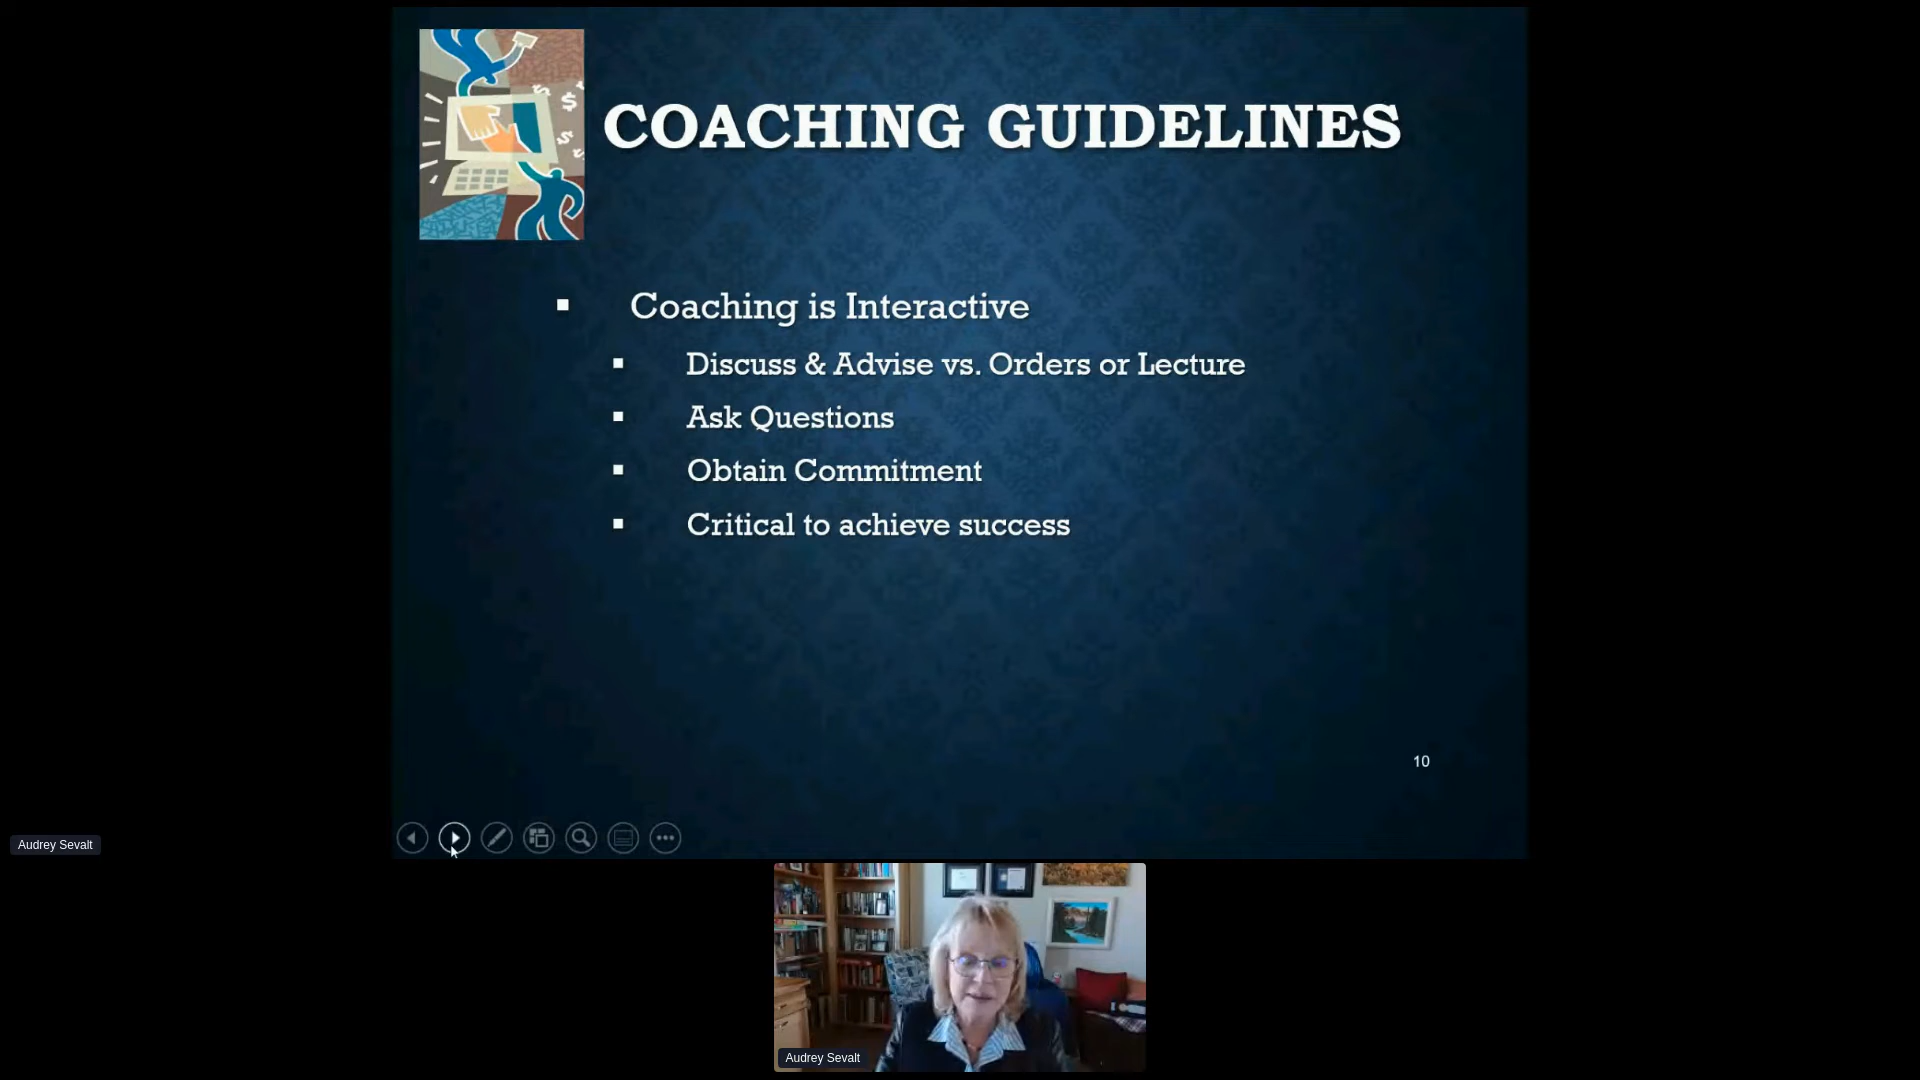 COACHING GUIDELINES
Coaching is Interactive
Discuss & Advise vs. Orders or Lecture
Ask Questions
Obtain Commitment
Critical to achieve success
10
Audrey Sevalt
Audrey Sevalt